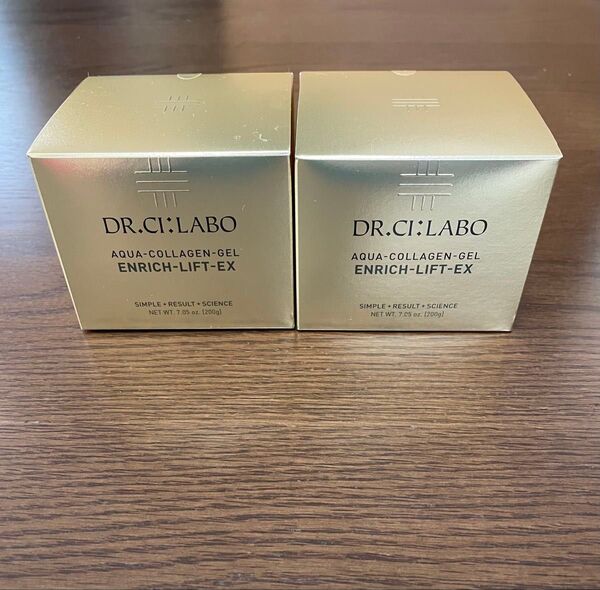 DR.CI:LABO
AQUA-COLLAGEN-GEL
ENRICH-LIFT-EX
SIMPLE + RESULT + SCIENCE
NET WT. 7.05 oz. [200g]
DR.CI:LABO
AQUA-COLLAGEN-GEL
ENRICH-LIFT-EX
SIMPLE + RESULT + SCIENCE
NET WT. 7.05 oz. [200g]